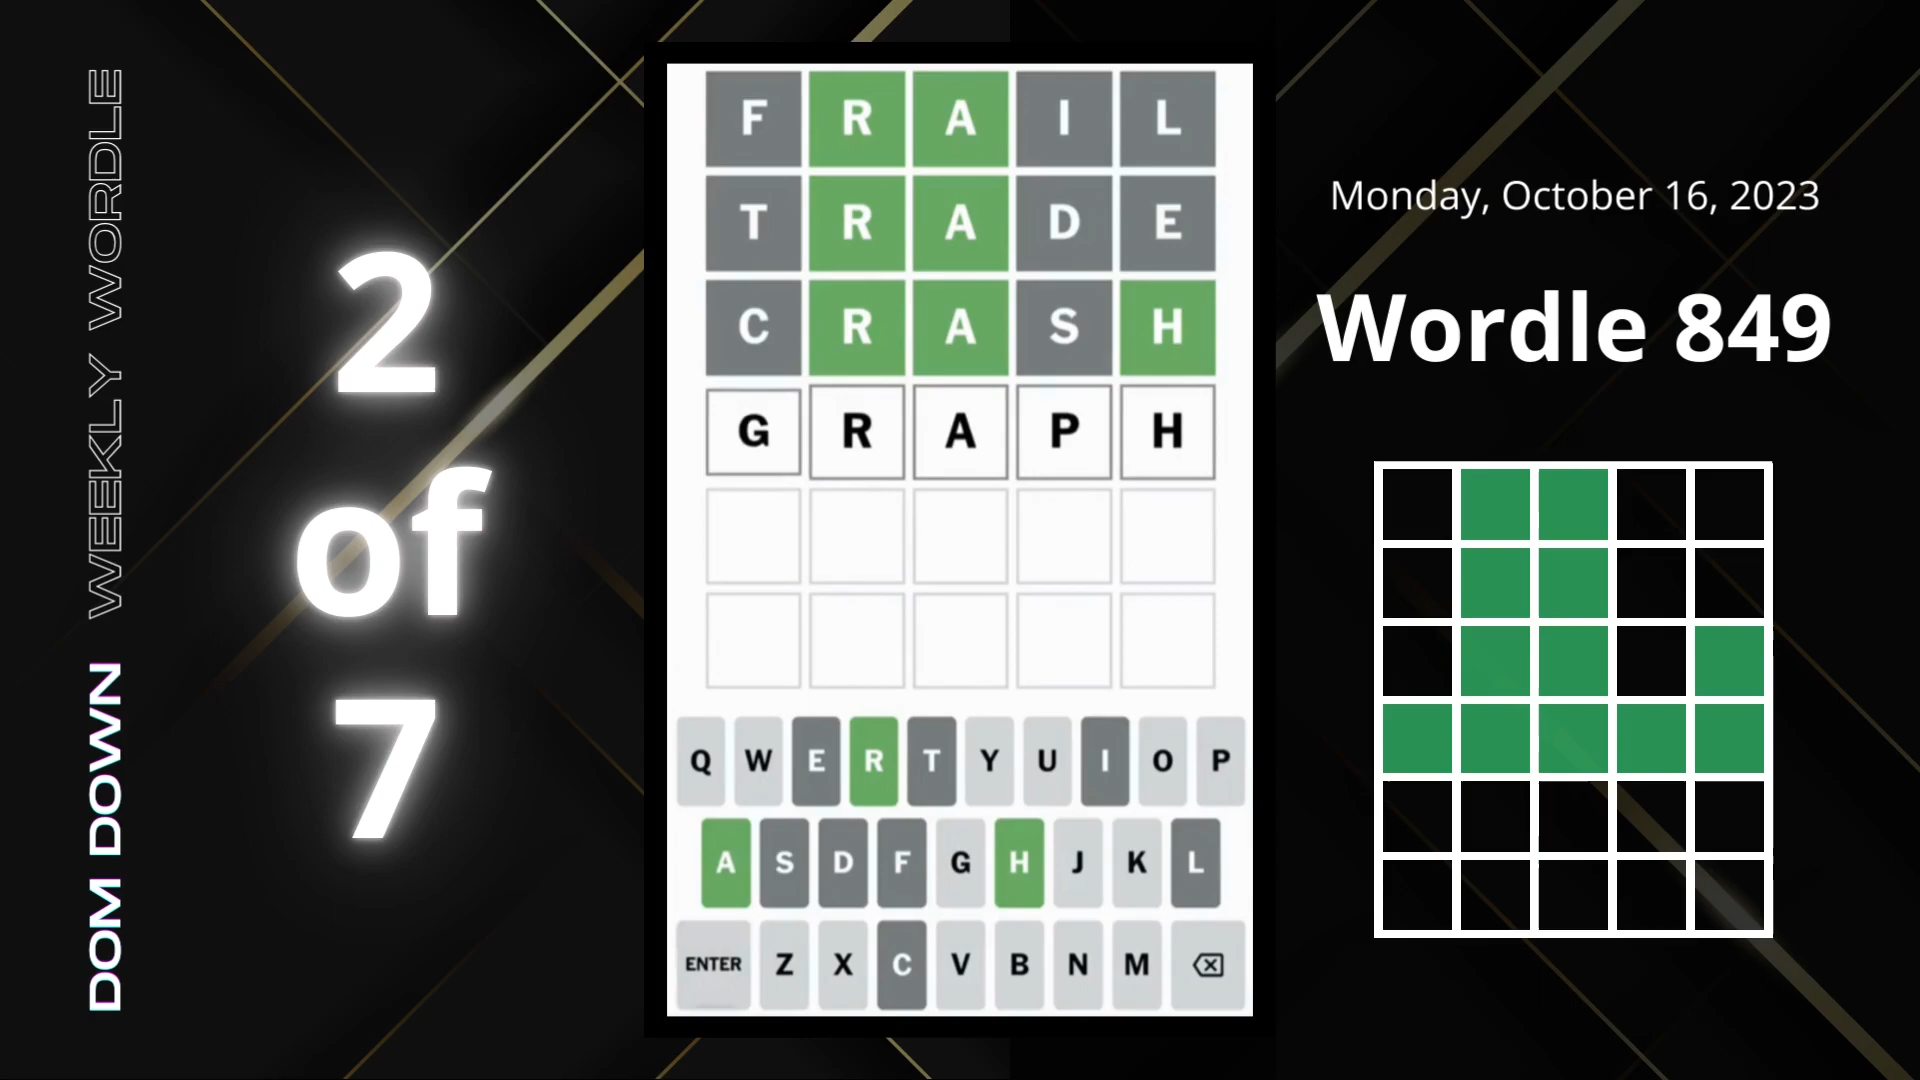 DOM DOWN WEEKLY WORDLE
2
of
7
F R A I L
T R A D E
C R A S H
G R A P H
Q W E R T Y U I O P
A S D F G H J K L
ENTER Z X C V B N M
Monday, October 16, 2023
Wordle 849